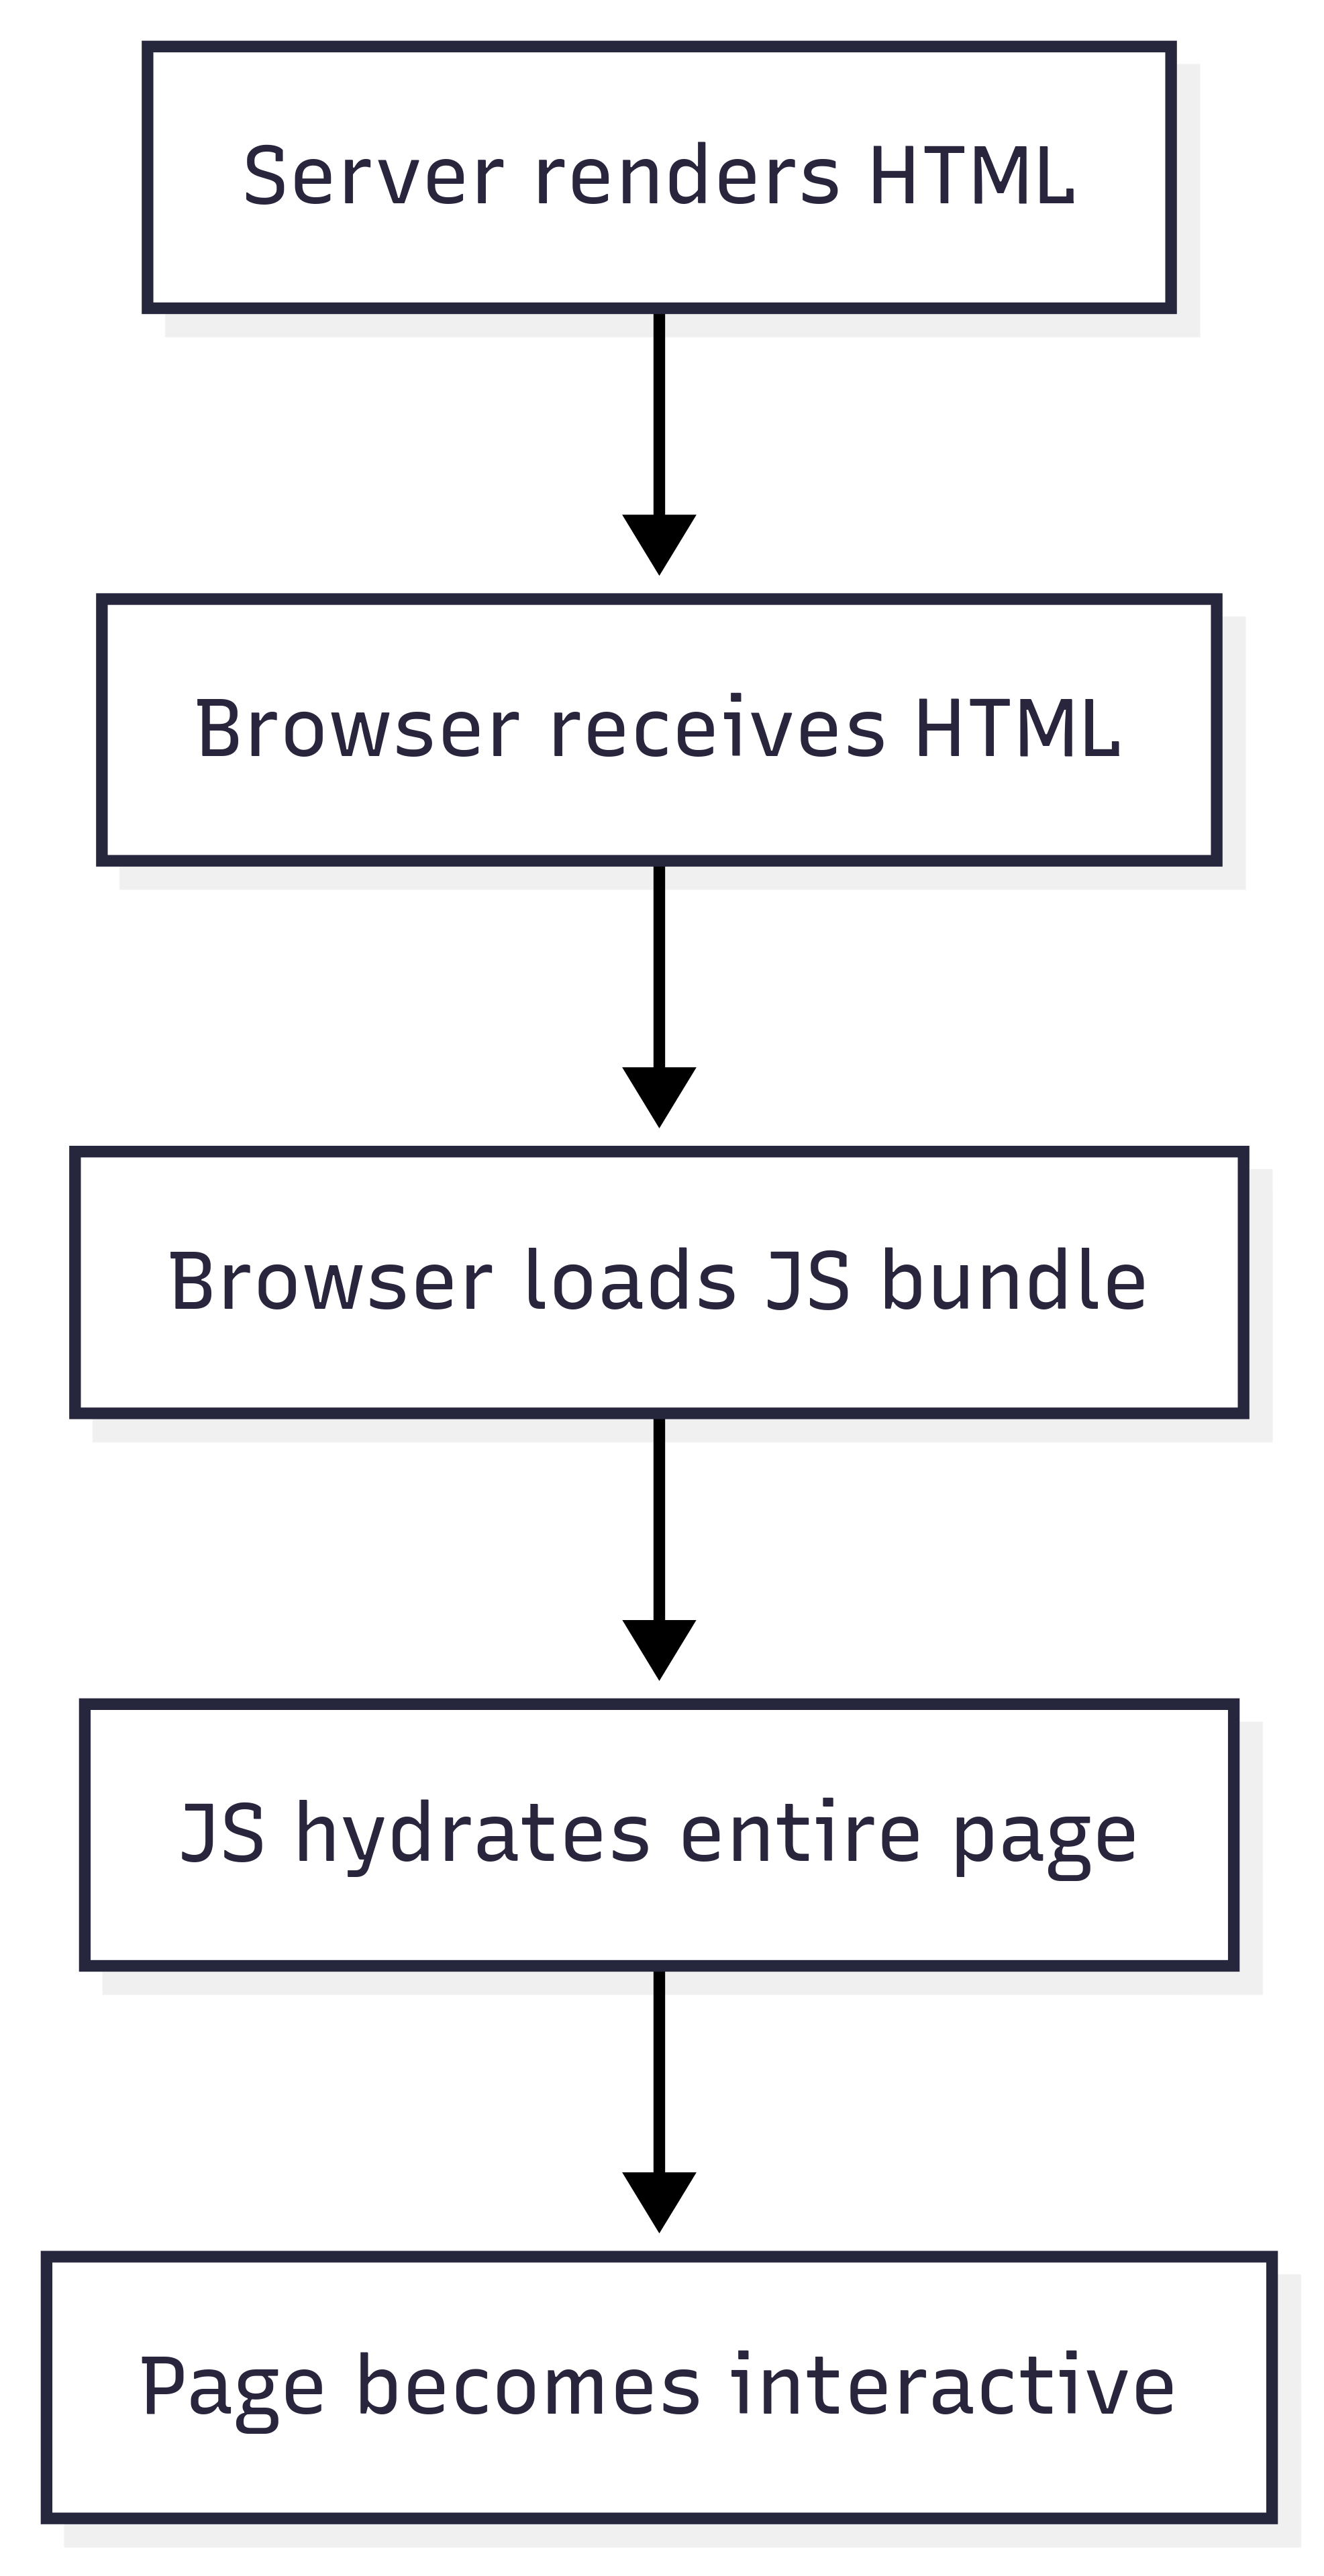 Server renders HTML
Browser receives HTML
Browser loads JS bundle
JS hydrates entire page
Page becomes interactive